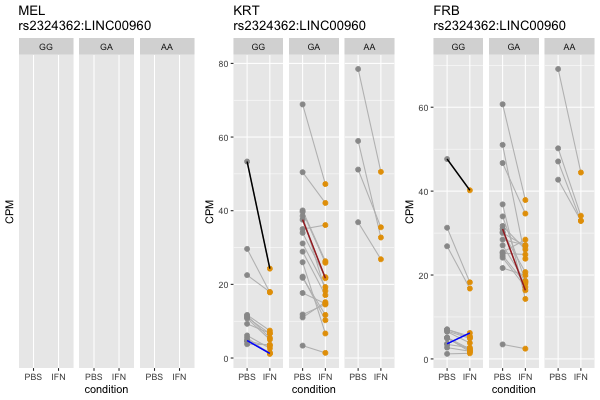 MEL
rs2324362:LINC00960
GG GA AA
CPM
PBS IFN PBS IFN PBS IFN
condition
KRT
rs2324362:LINC00960
GG GA AA
80
60
40
20
0
CPM
PBS IFN PBS IFN PBS IFN
condition
FRB
rs2324362:LINC00960
GG GA AA
60
40
20
0
CPM
PBS IFN PBS IFN PBS IFN
condition